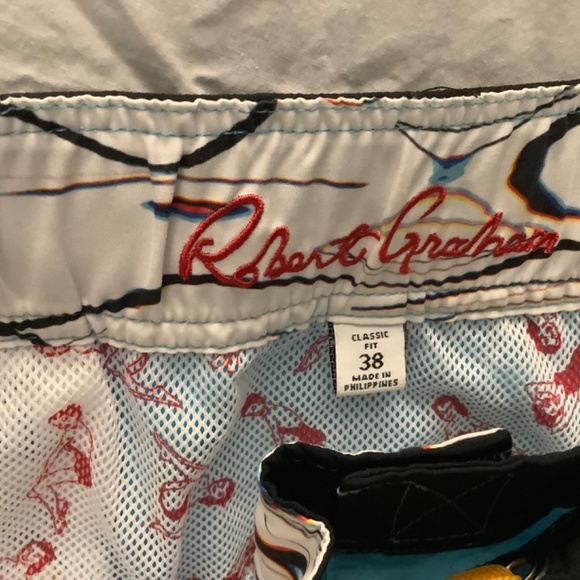 Robert Graham
CLASSIC
FIT
38
MADE IN
PHILIPPINES